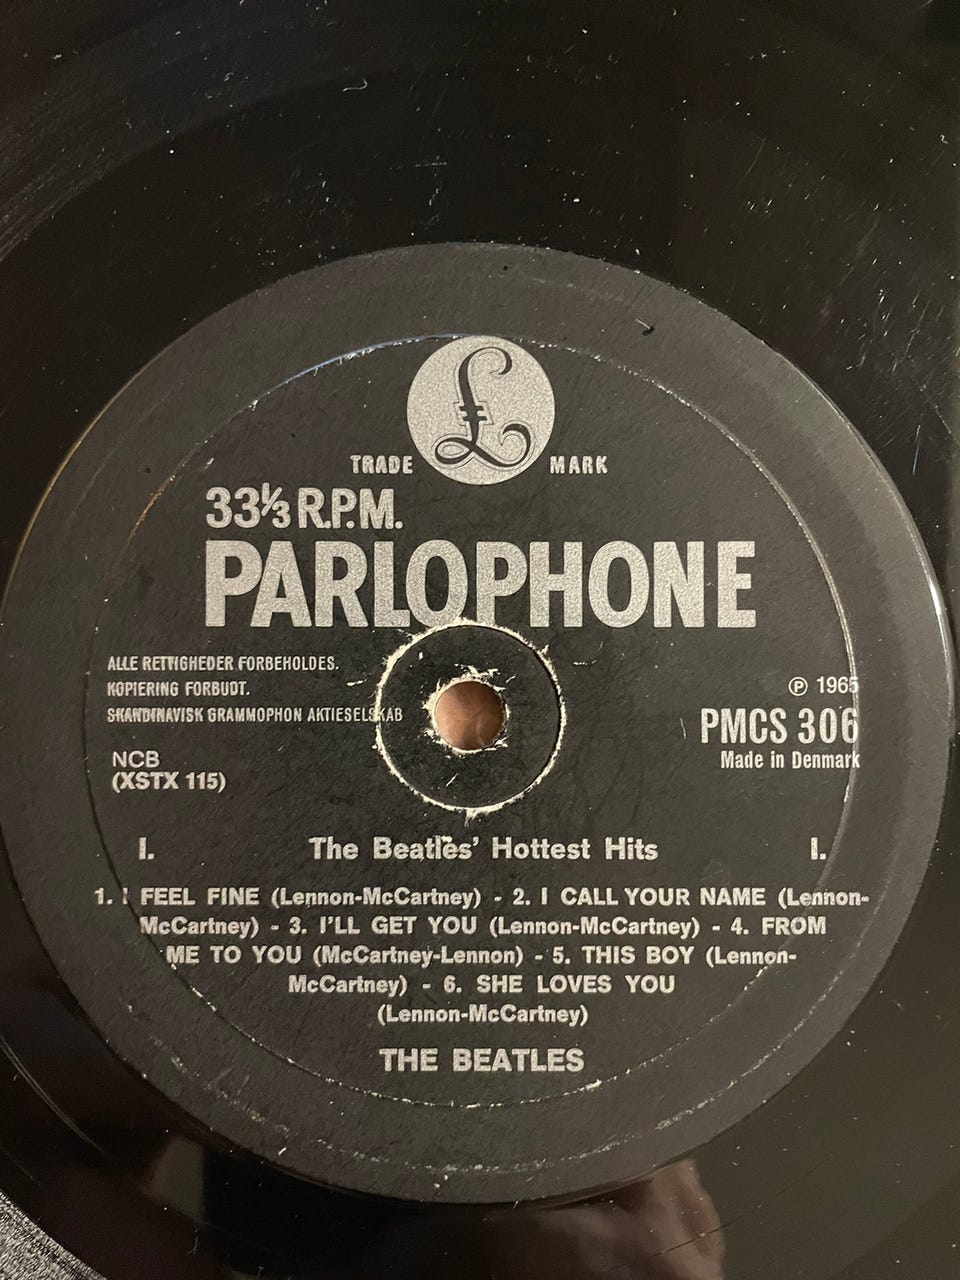 £
TRADE MARK
33⅓ R.P.M.
PARLOPHONE
ALLE RETTIGHEDER FORBEHOLDES.
KOPIERING FORBUDT.
SKANDINAVISK GRAMMOPHON AKTIESELSKAB
℗ 1965
PMCS 306
Made in Denmark
NCB
(XSTX 115)
I. The Beatles' Hottest Hits I.
1. I FEEL FINE (Lennon-McCartney) - 2. I CALL YOUR NAME (Lennon-
McCartney) - 3. I'LL GET YOU (Lennon-McCartney) - 4. FROM
ME TO YOU (McCartney-Lennon) - 5. THIS BOY (Lennon-
McCartney) - 6. SHE LOVES YOU
(Lennon-McCartney)
THE BEATLES